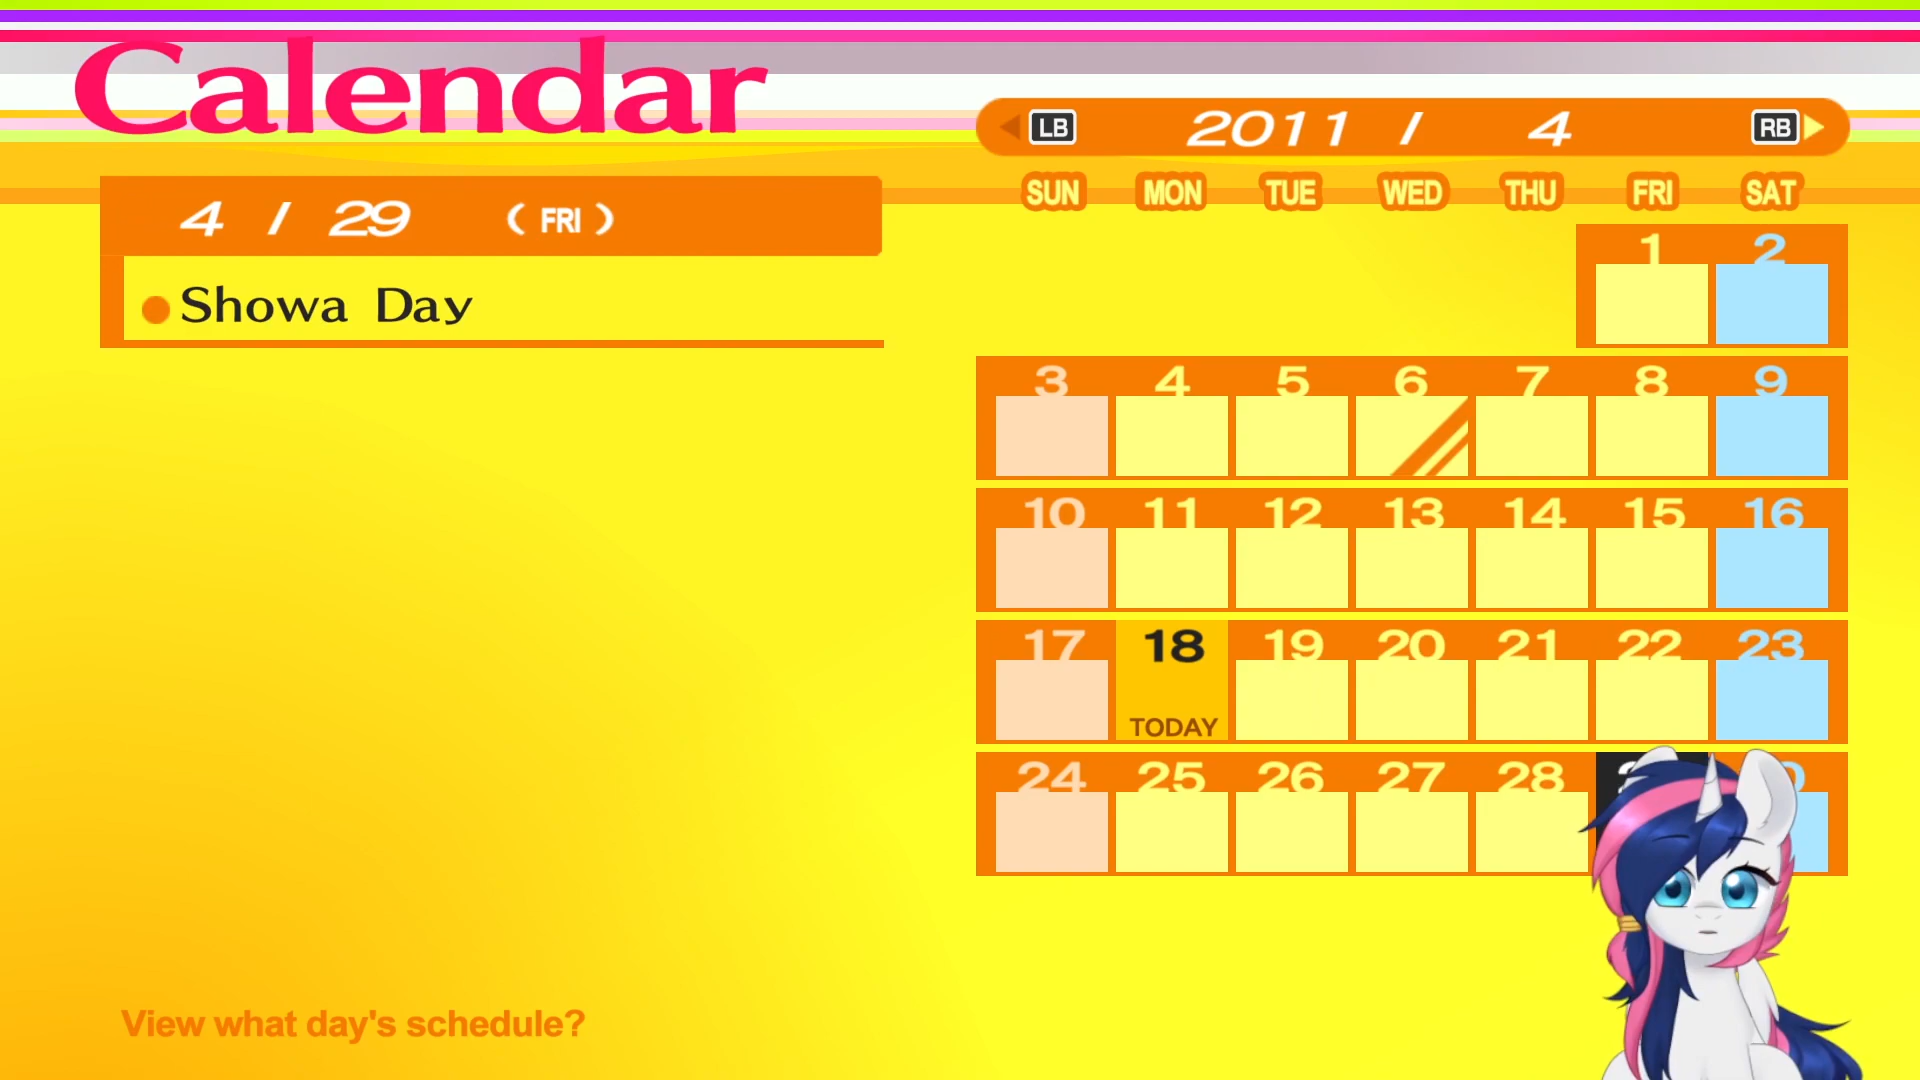 Calendar
LB 2011 / 4 RB
4 / 29 ( FRI )
Showa Day
SUN MON TUE WED THU FRI SAT
1 2
3 4 5 6 7 8 9
10 11 12 13 14 15 16
17 18 19 20 21 22 23
TODAY
24 25 26 27 28
View what day's schedule?